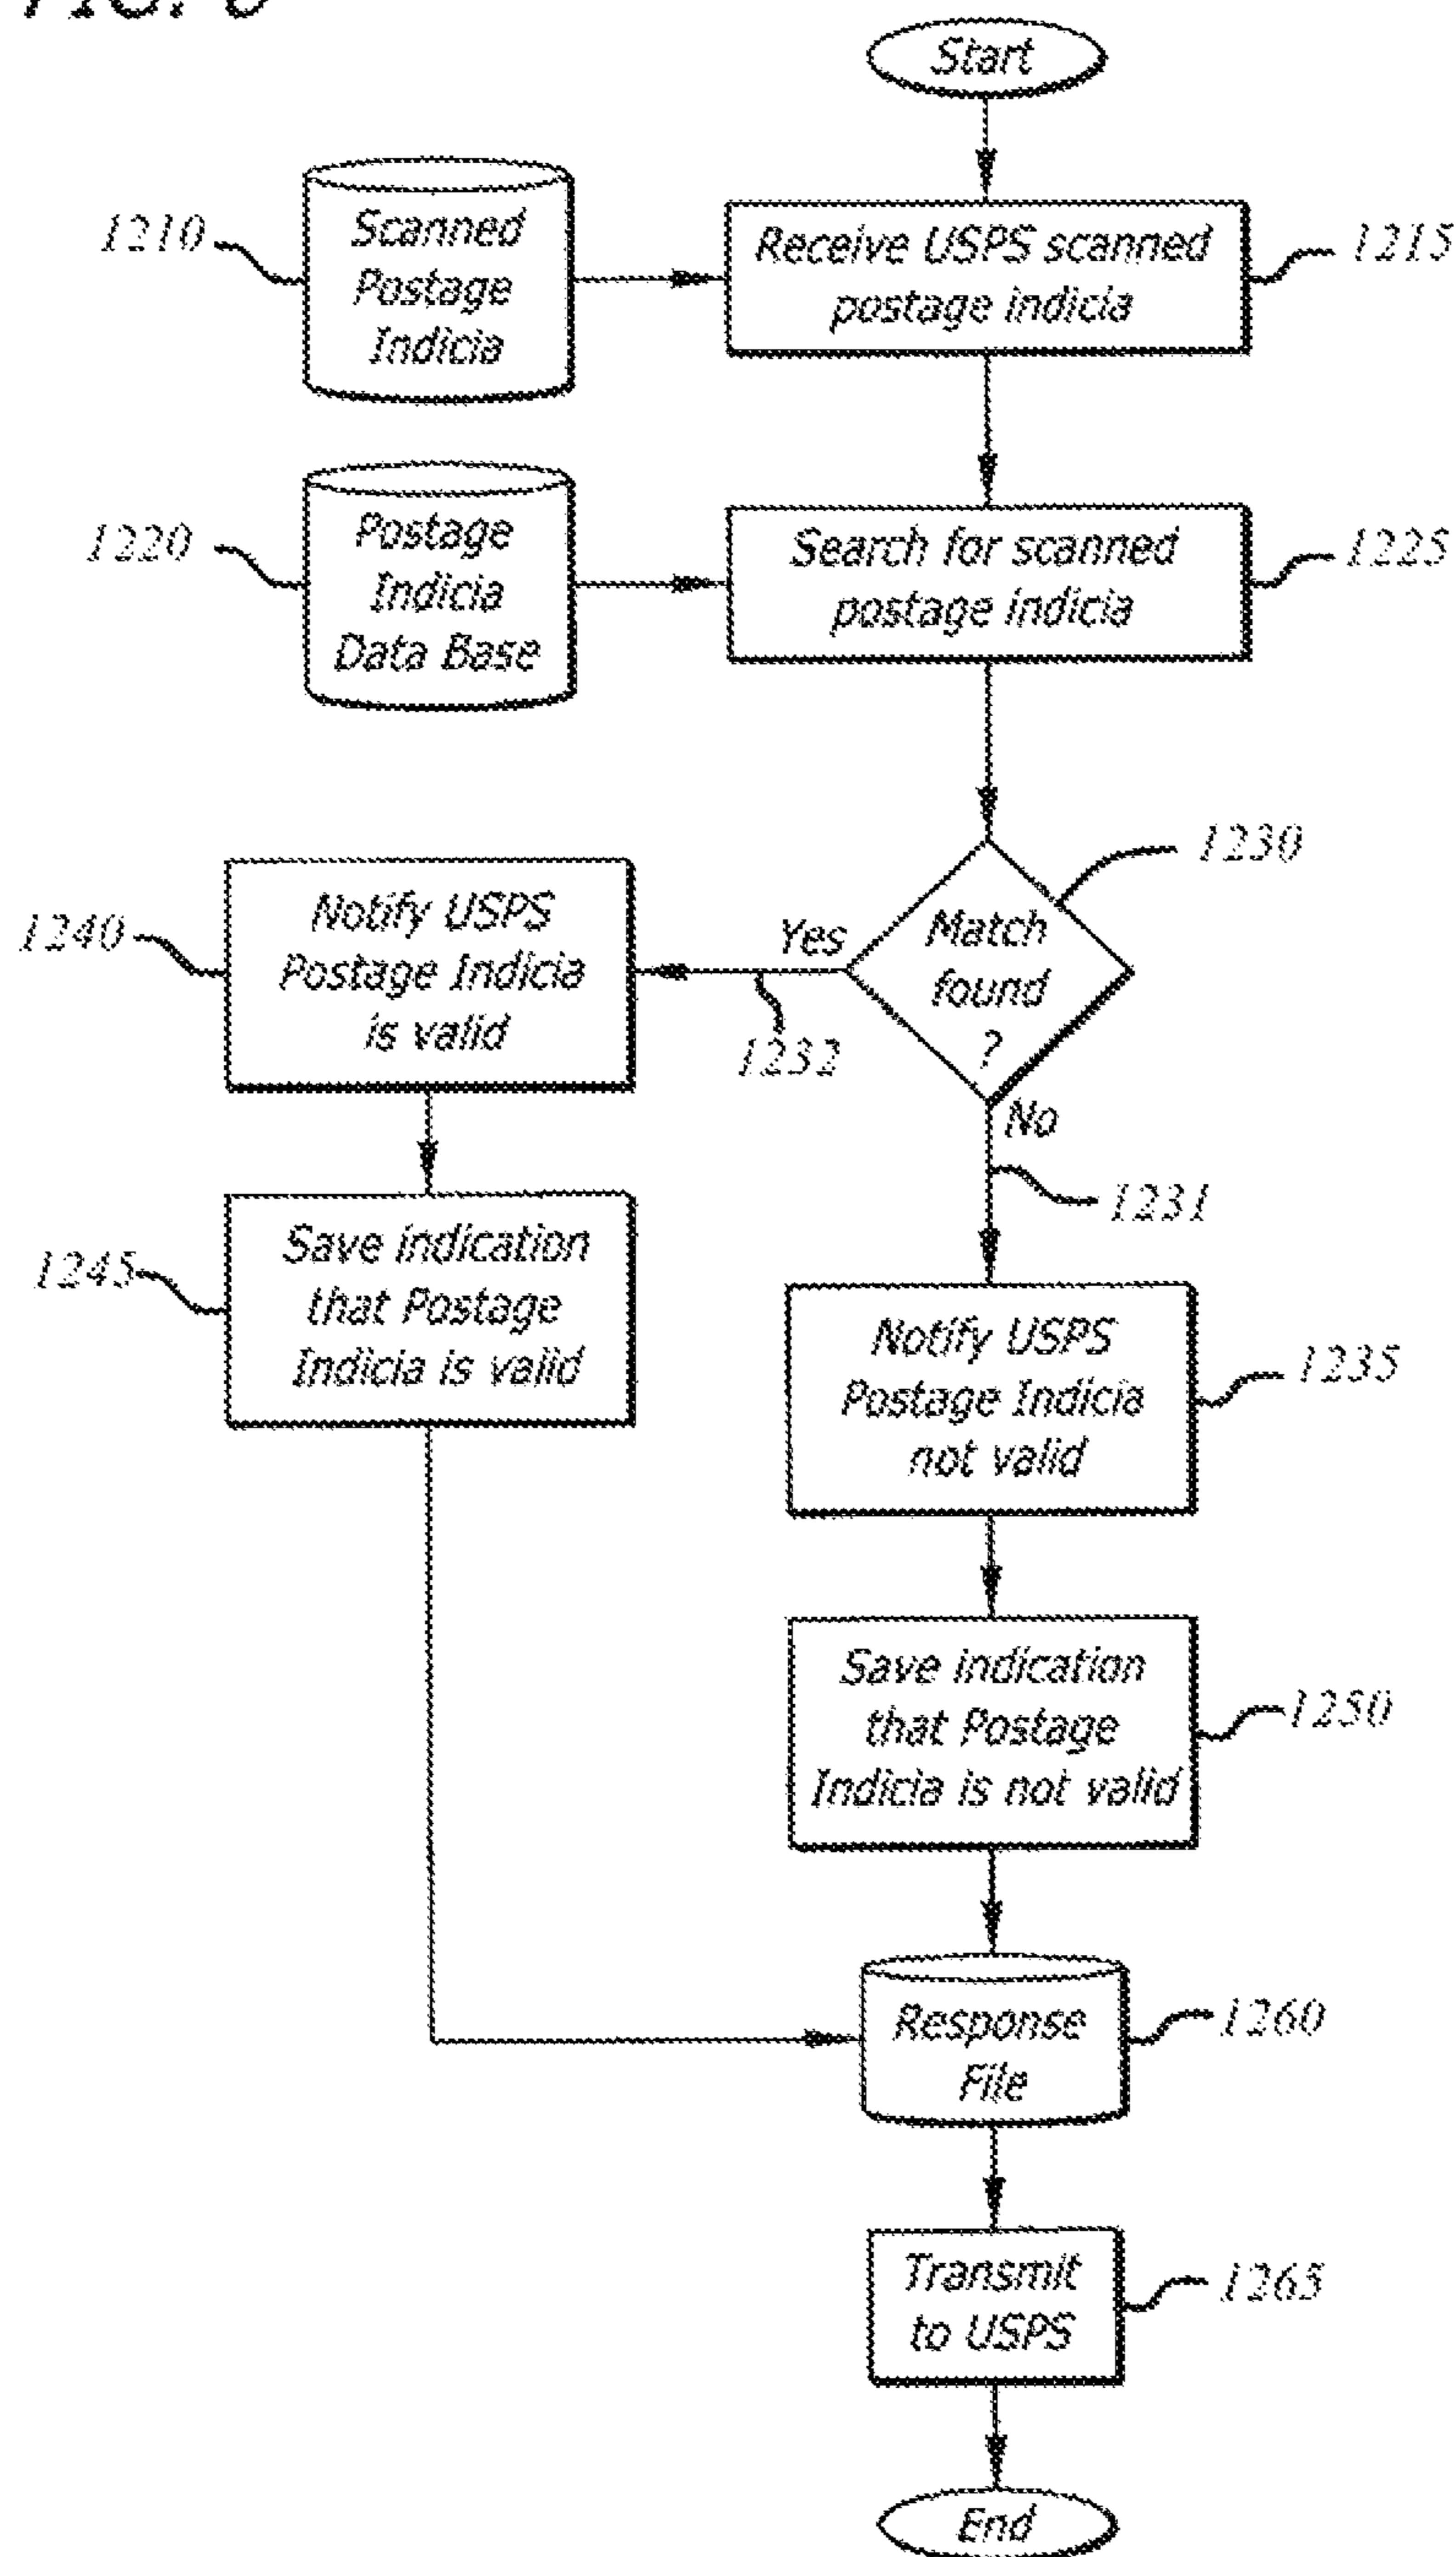 Start
1210
Scanned
Postage
Indicia
Receive USPS scanned
postage indicia
1215
1220
Postage
Indicia
Data Base
Search for scanned
postage indicia
1225
1230
Match
found
?
Yes
1232
No
1231
1240
Notify USPS
Postage Indicia
is valid
1245
Save indication
that Postage
Indicia is valid
Notify USPS
Postage Indicia
not valid
1235
Save indication
that Postage
Indicia is not valid
1250
Response
File
1260
Transmit
to USPS
1265
End